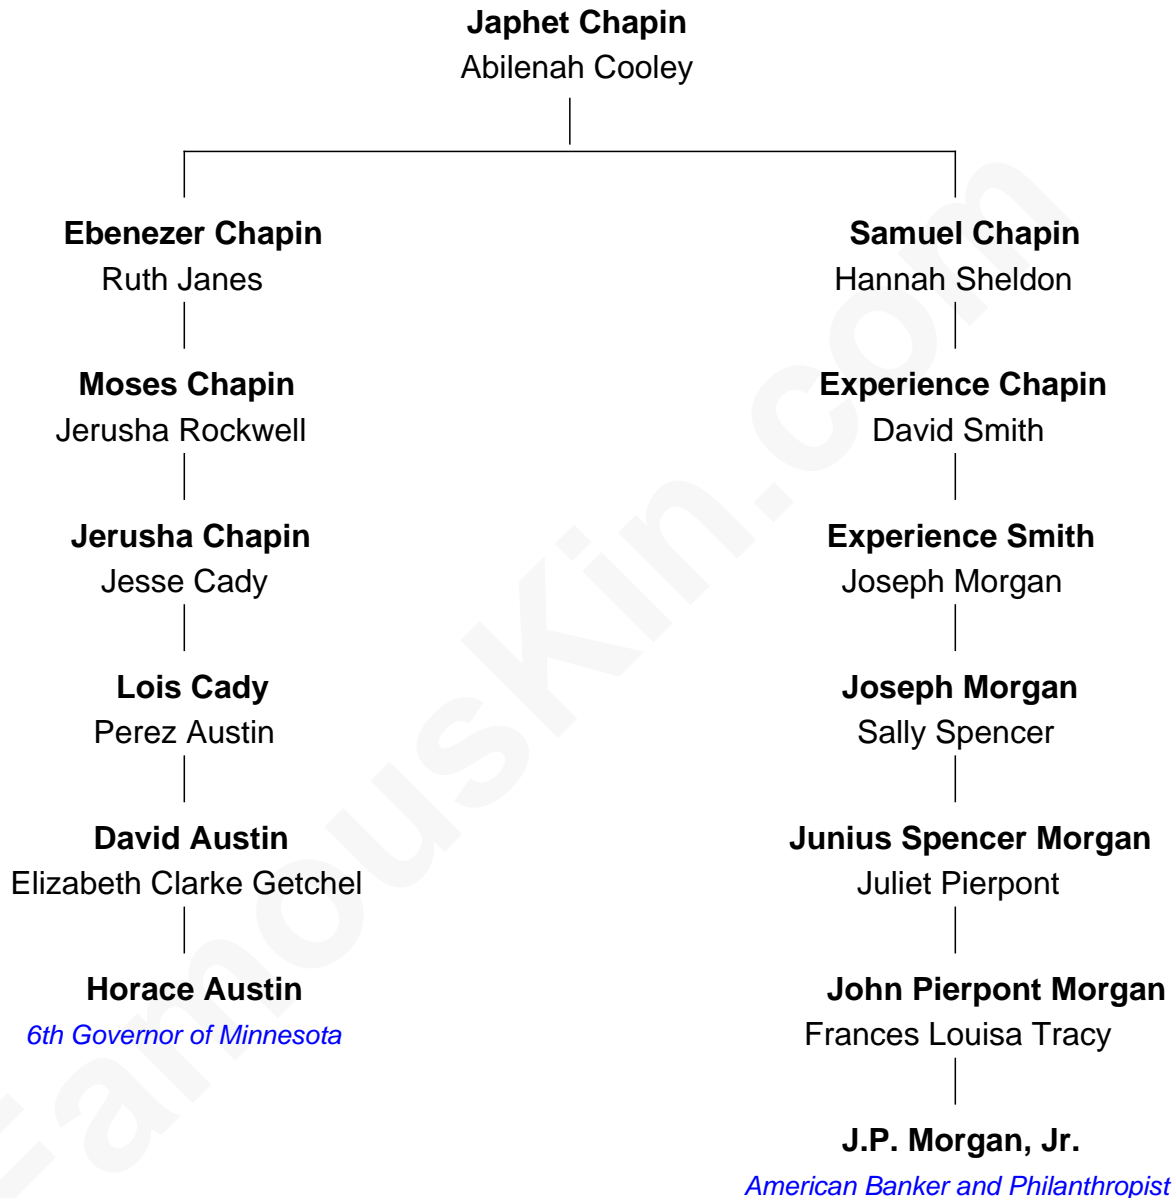 Japhet Chapin
Abilenah Cooley
Ebenezer Chapin
Ruth Janes
Samuel Chapin
Hannah Sheldon
Moses Chapin
Jerusha Rockwell
Experience Chapin
David Smith
Jerusha Chapin
Jesse Cady
Experience Smith
Joseph Morgan
Lois Cady
Perez Austin
Joseph Morgan
Sally Spencer
David Austin
Elizabeth Clarke Getchel
Junius Spencer Morgan
Juliet Pierpont
Horace Austin
6th Governor of Minnesota
John Pierpont Morgan
Frances Louisa Tracy
J.P. Morgan, Jr.
American Banker and Philanthropist
FamousKin.com